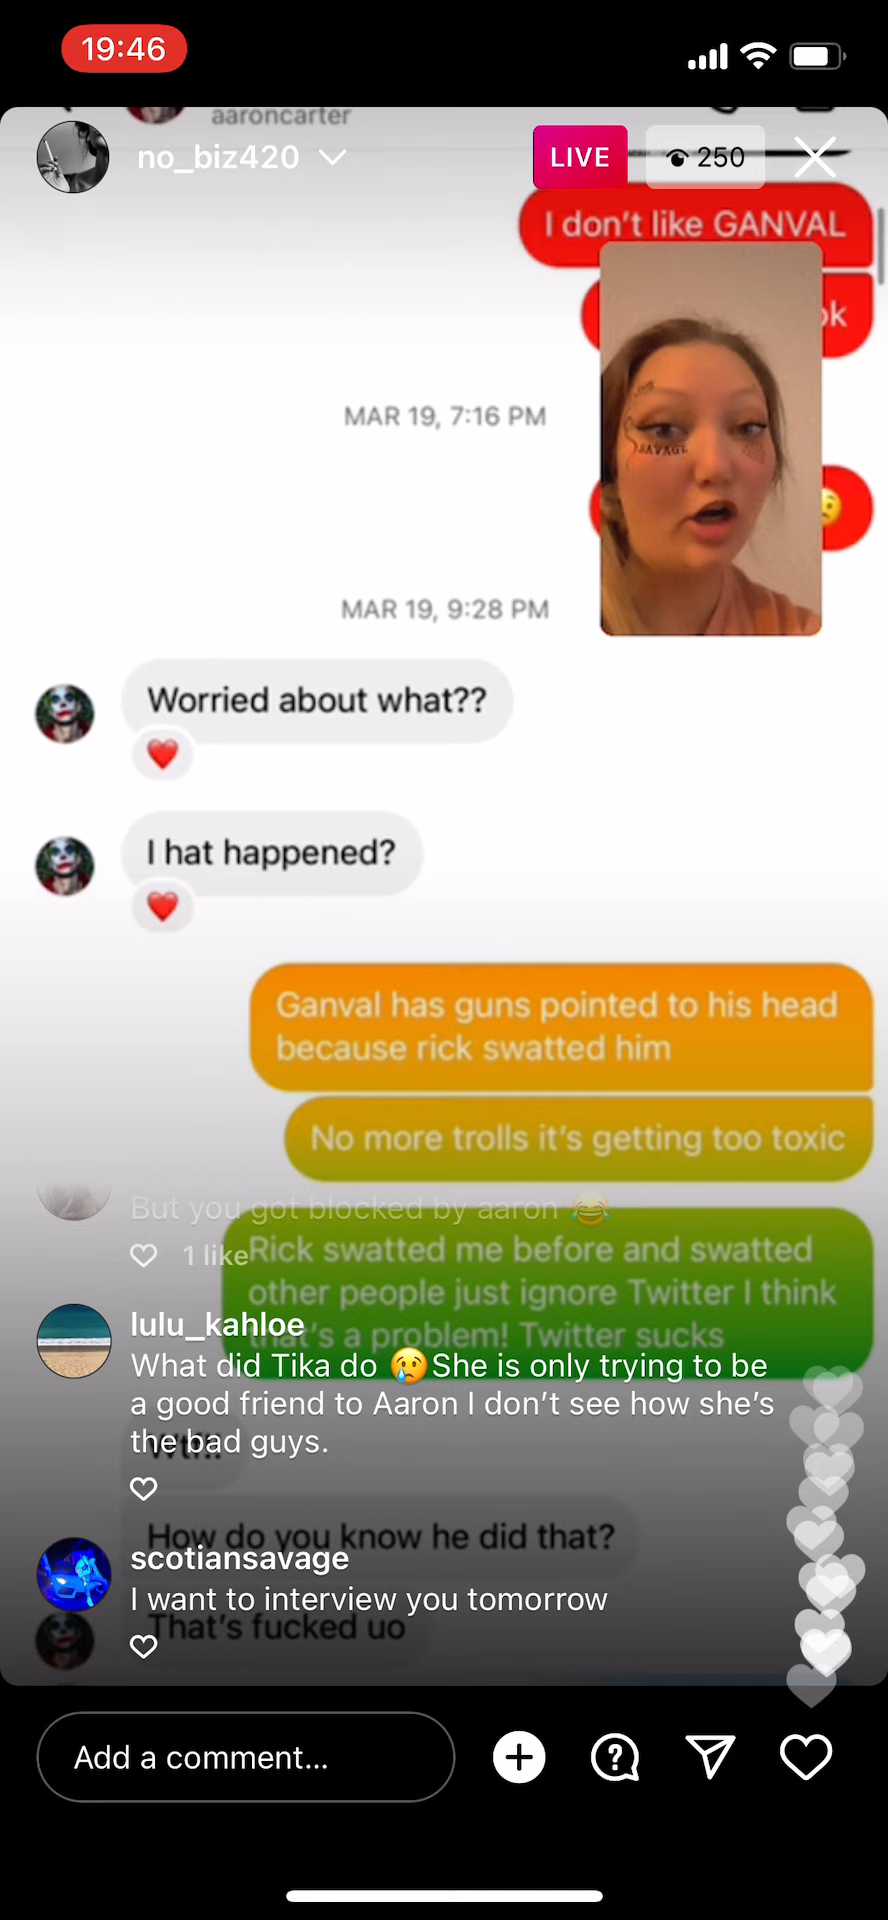 19:46
aaroncarter
no_biz420
LIVE
250
I don't like GANVAL
ok
MAR 19, 7:16 PM
SAVAGE
MAR 19, 9:28 PM
Worried about what??
I hat happened?
Ganval has guns pointed to his head
because rick swatted him
No more trolls it's getting too toxic
But you got blocked by aaron 😂
1 like
Rick swatted me before and swatted
other people just ignore Twitter I think
that's a problem! Twitter sucks
lulu_kahloe
What did Tika do 😢She is only trying to be
a good friend to Aaron I don't see how she's
the bad guys.
Wtf!!
How do you know he did that?
scotiansavage
I want to interview you tomorrow
That's fucked uo
Add a comment...